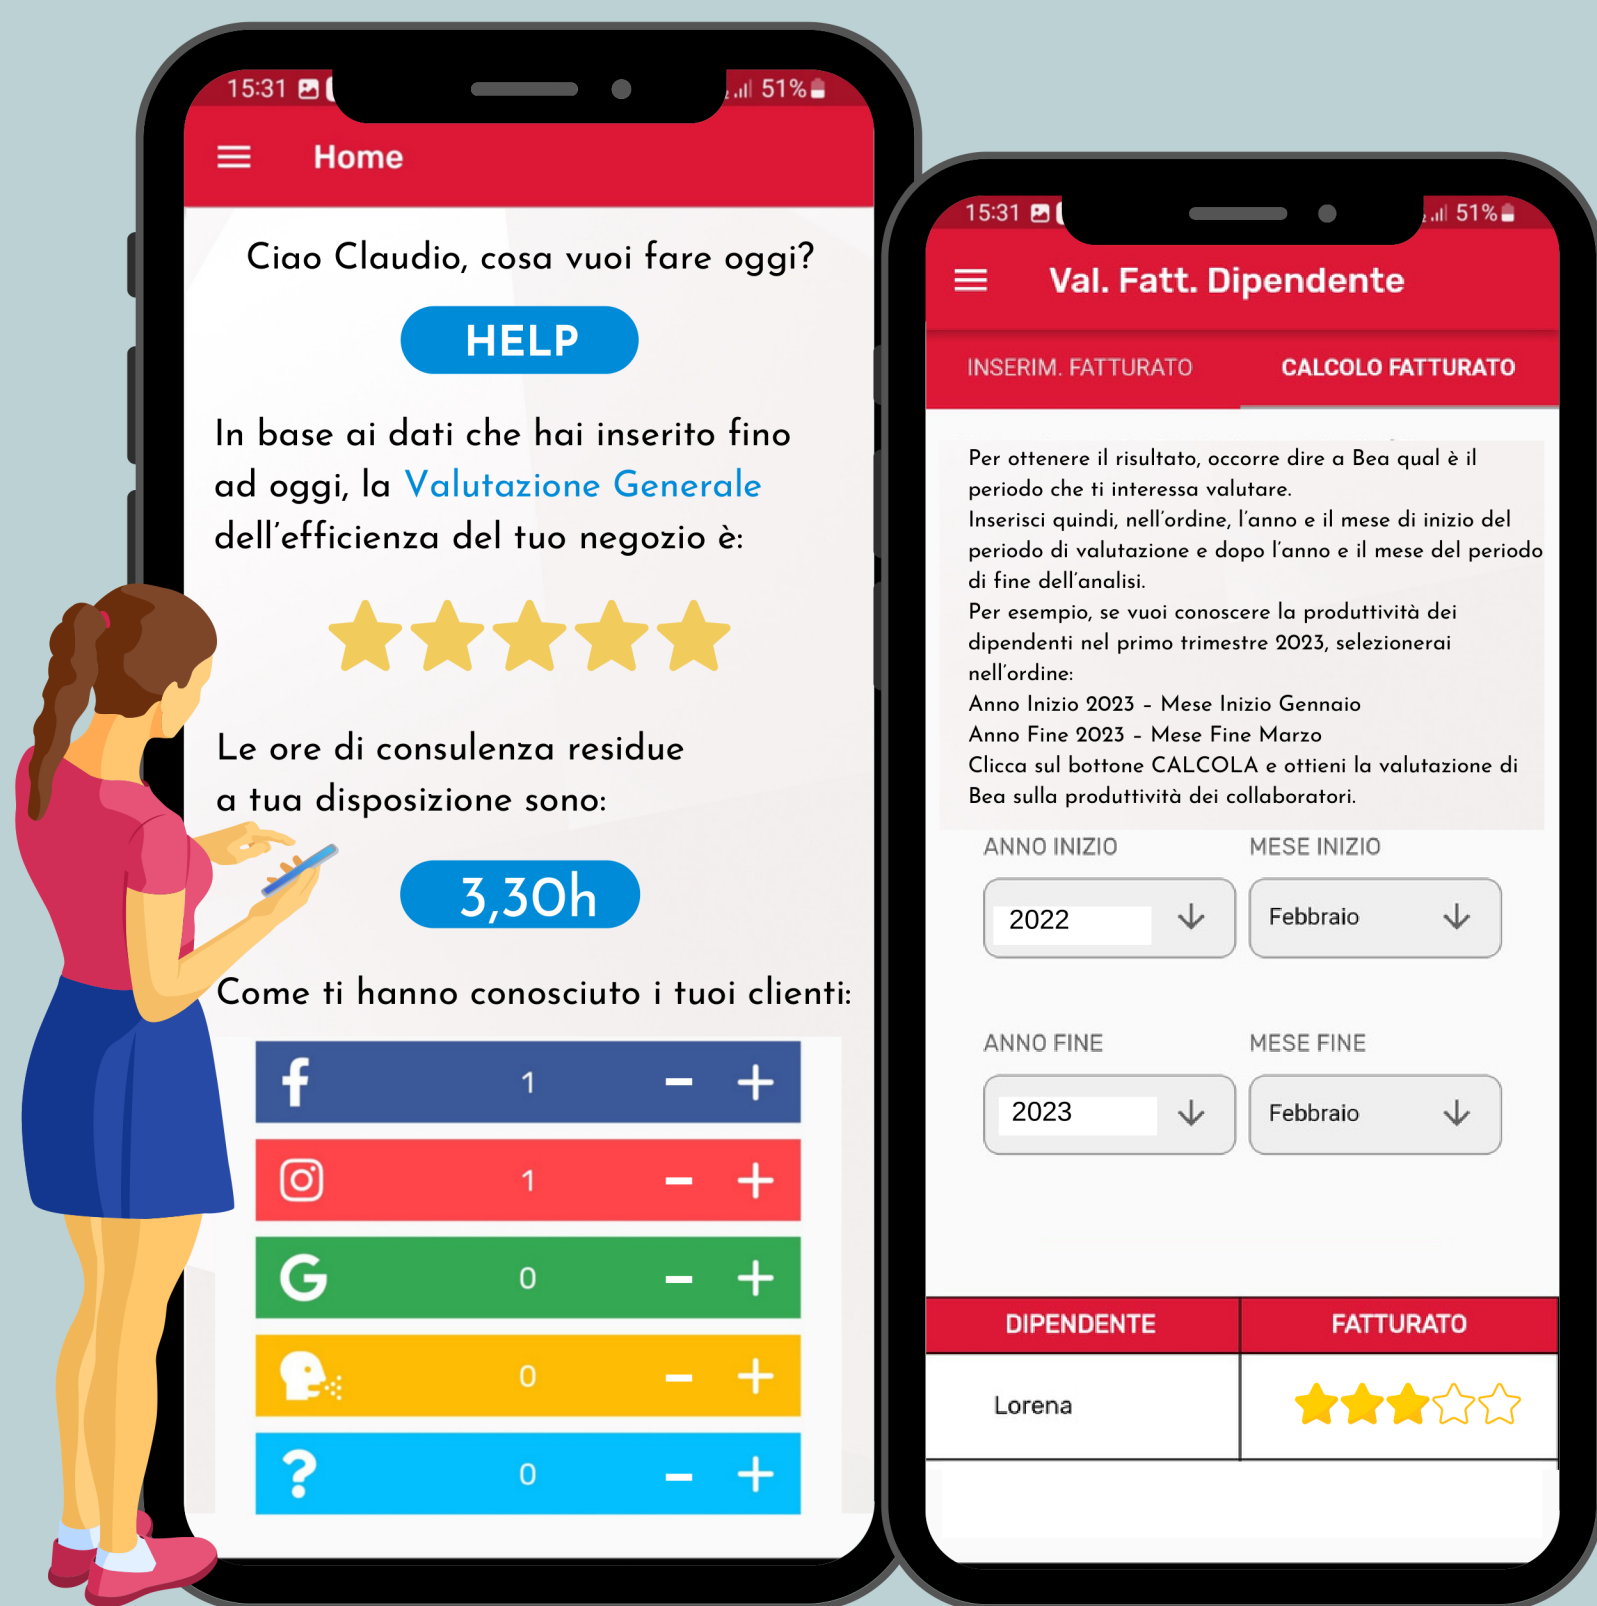 15:31
51%
Home
Ciao Claudio, cosa vuoi fare oggi?
HELP
In base ai dati che hai inserito fino
ad oggi, la Valutazione Generale
dell'efficienza del tuo negozio è:
Le ore di consulenza residue
a tua disposizione sono:
3,30h
Come ti hanno conosciuto i tuoi clienti:
f 1 - +
1 - +
G 0 - +
0 - +
? 0 - +
15:31
51%
Val. Fatt. Dipendente
INSERIM. FATTURATO CALCOLO FATTURATO
Per ottenere il risultato, occorre dire a Bea qual è il
periodo che ti interessa valutare.
Inserisci quindi, nell'ordine, l'anno e il mese di inizio del
periodo di valutazione e dopo l'anno e il mese del periodo
di fine dell'analisi.
Per esempio, se vuoi conoscere la produttività dei
dipendenti nel primo trimestre 2023, selezionerai
nell'ordine:
Anno Inizio 2023 – Mese Inizio Gennaio
Anno Fine 2023 – Mese Fine Marzo
Clicca sul bottone CALCOLA e ottieni la valutazione di
Bea sulla produttività dei collaboratori.
ANNO INIZIO MESE INIZIO
2022 Febbraio
ANNO FINE MESE FINE
2023 Febbraio
DIPENDENTE FATTURATO
Lorena